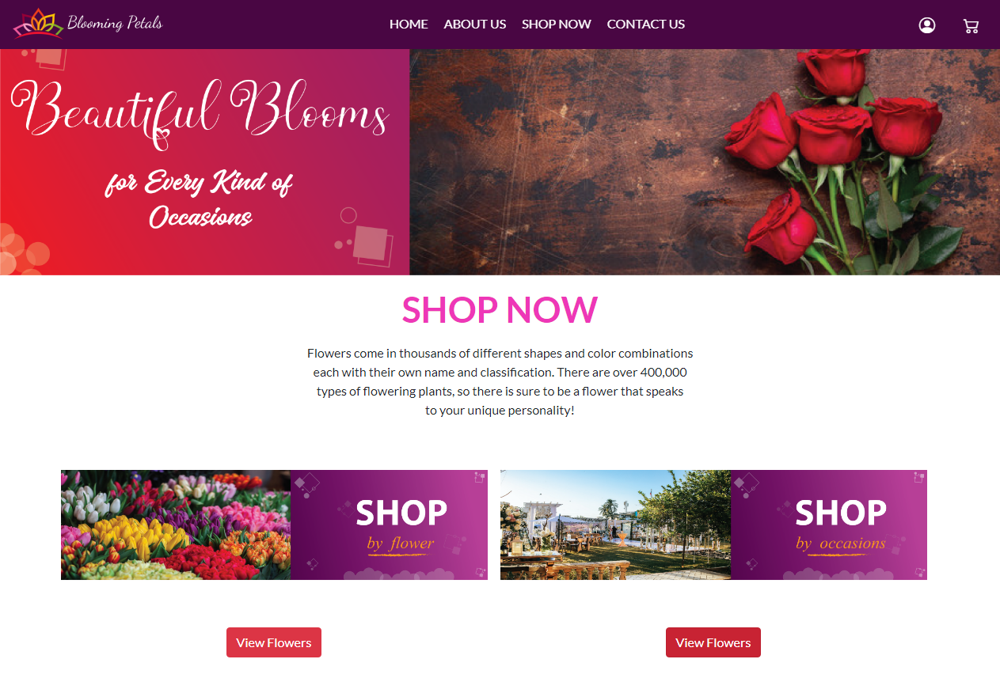 Blooming Petals
HOME ABOUT US SHOP NOW CONTACT US
Beautiful Blooms
for Every Kind of
Occasions
SHOP NOW
Flowers come in thousands of different shapes and color combinations
each with their own name and classification. There are over 400,000
types of flowering plants, so there is sure to be a flower that speaks
to your unique personality!
SHOP
by flower
SHOP
by occasions
View Flowers
View Flowers